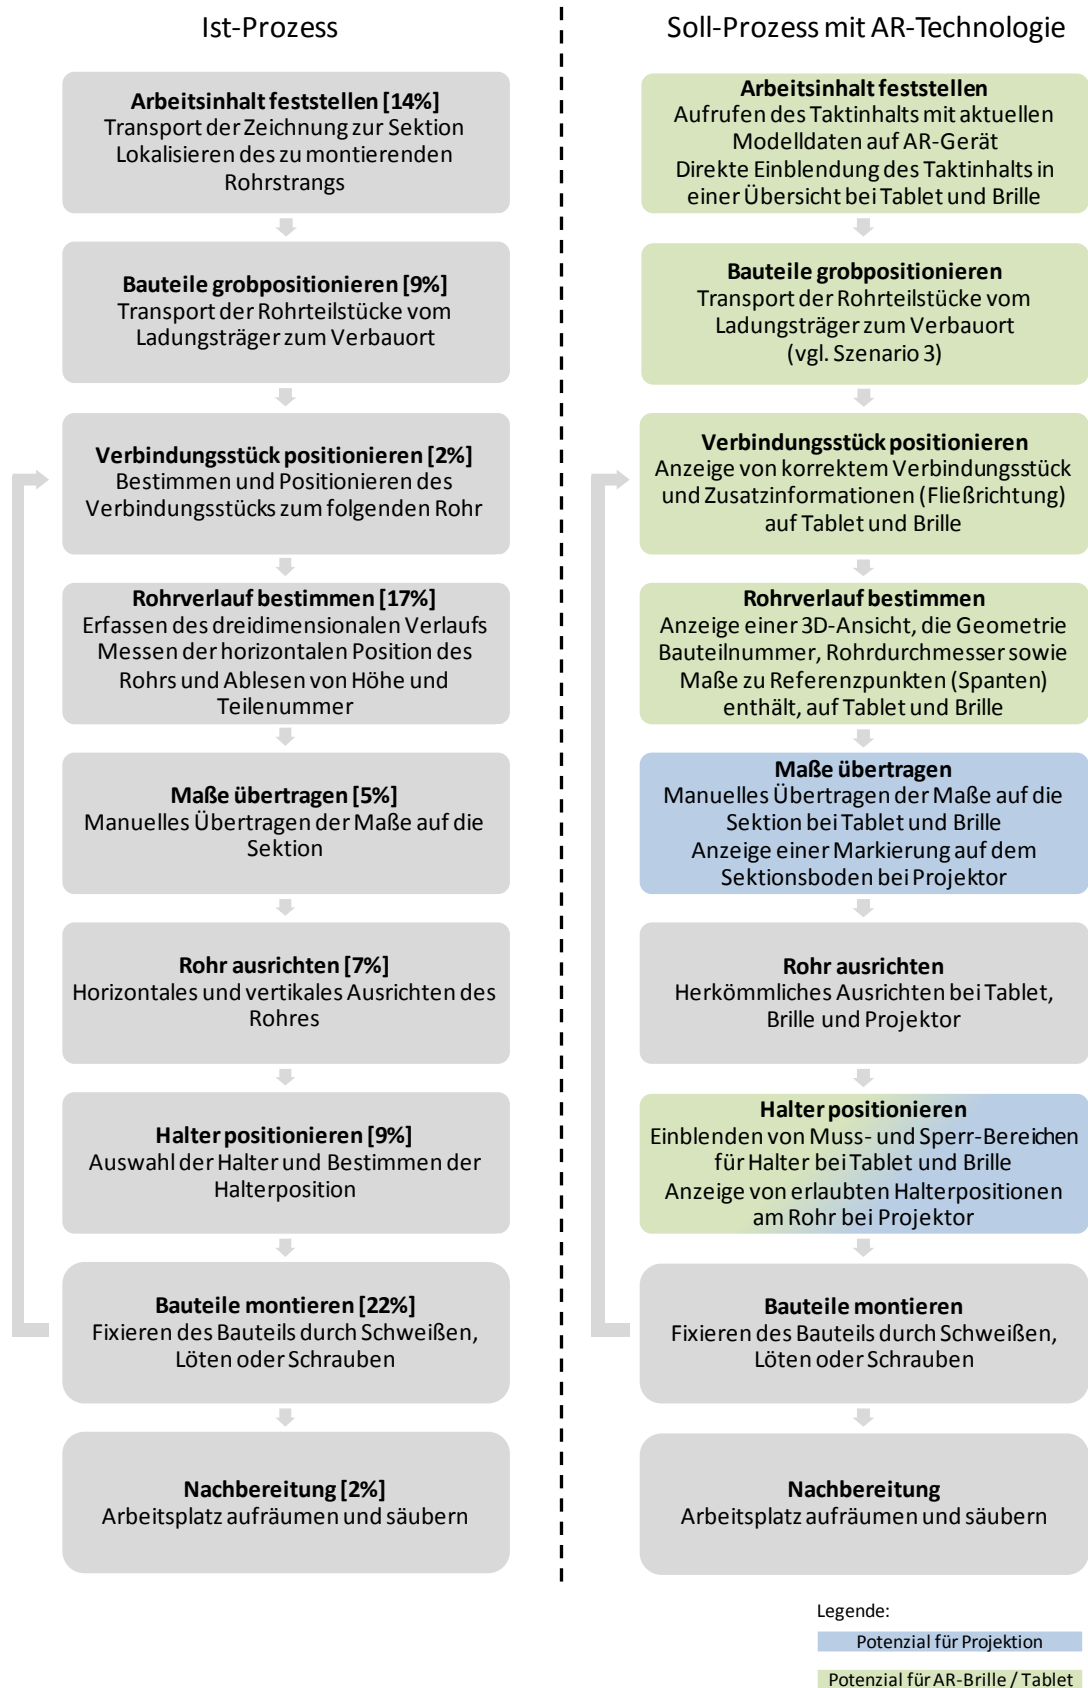 Ist-Prozess
Arbeitsinhalt feststellen [14%]
Transport der Zeichnung zur Sektion
Lokalisieren des zu montierenden
Rohrstrangs
Bauteile grobpositionieren [9%]
Transport der Rohrteilstücke vom
Ladungsträger zum Verbauort
Verbindungsstück positionieren [2%]
Bestimmen und Positionieren des
Verbindungsstücks zum folgenden Rohr
Rohrverlauf bestimmen [17%]
Erfassen des dreidimensionalen Verlaufs
Messen der horizontalen Position des
Rohrs und Ablesen von Höhe und
Teilenummer
Maße übertragen [5%]
Manuelles Übertragen der Maße auf die
Sektion
Rohr ausrichten [7%]
Horizontales und vertikales Ausrichten des
Rohres
Halter positionieren [9%]
Auswahl der Halter und Bestimmen der
Halterposition
Bauteile montieren [22%]
Fixieren des Bauteils durch Schweißen,
Löten oder Schrauben
Nachbereitung [2%]
Arbeitsplatz aufräumen und säubern
Soll-Prozess mit AR-Technologie
Arbeitsinhalt feststellen
Aufrufen des Taktinhalts mit aktuellen
Modelldaten auf AR-Gerät
Direkte Einblendung des Taktinhalts in
einer Übersicht bei Tablet und Brille
Bauteile grobpositionieren
Transport der Rohrteilstücke vom
Ladungsträger zum Verbauort
(vgl. Szenario 3)
Verbindungsstück positionieren
Anzeige von korrektem Verbindungsstück
und Zusatzinformationen (Fließrichtung)
auf Tablet und Brille
Rohrverlauf bestimmen
Anzeige einer 3D-Ansicht, die Geometrie
Bauteilnummer, Rohrdurchmesser sowie
Maße zu Referenzpunkten (Spanten)
enthält, auf Tablet und Brille
Maße übertragen
Manuelles Übertragen der Maße auf die
Sektion bei Tablet und Brille
Anzeige einer Markierung auf dem
Sektionsboden bei Projektor
Rohr ausrichten
Herkömmliches Ausrichten bei Tablet,
Brille und Projektor
Halter positionieren
Einblenden von Muss- und Sperr-Bereichen
für Halter bei Tablet und Brille
Anzeige von erlaubten Halterpositionen
am Rohr bei Projektor
Bauteile montieren
Fixieren des Bauteils durch Schweißen,
Löten oder Schrauben
Nachbereitung
Arbeitsplatz aufräumen und säubern
Legende:
Potenzial für Projektion
Potenzial für AR-Brille / Tablet